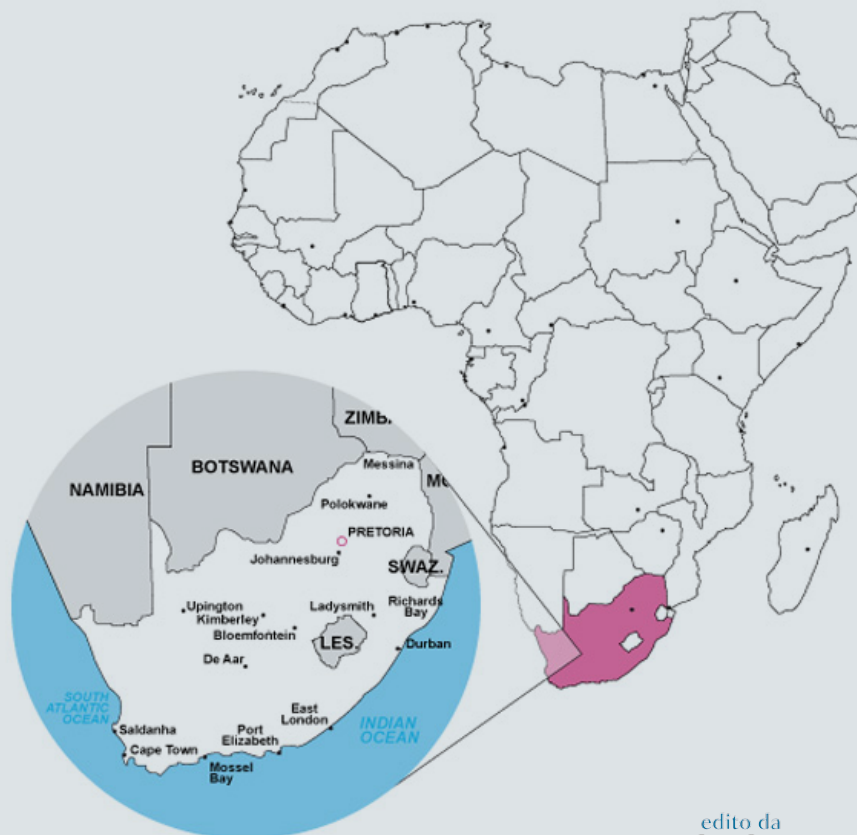 ZIMB.
Messina
BOTSWANA
NAMIBIA
Polokwane
PRETORIA
Johannesburg
SWAZ.
Upington
Kimberley
Ladysmith
Richards
Bay
Bloemfontein
LES.
Durban
De Aar
SOUTH
ATLANTIC
OCEAN
East
London
INDIAN
OCEAN
Saldanha
Port
Elizabeth
Cape Town
Mossel
Bay
edito da